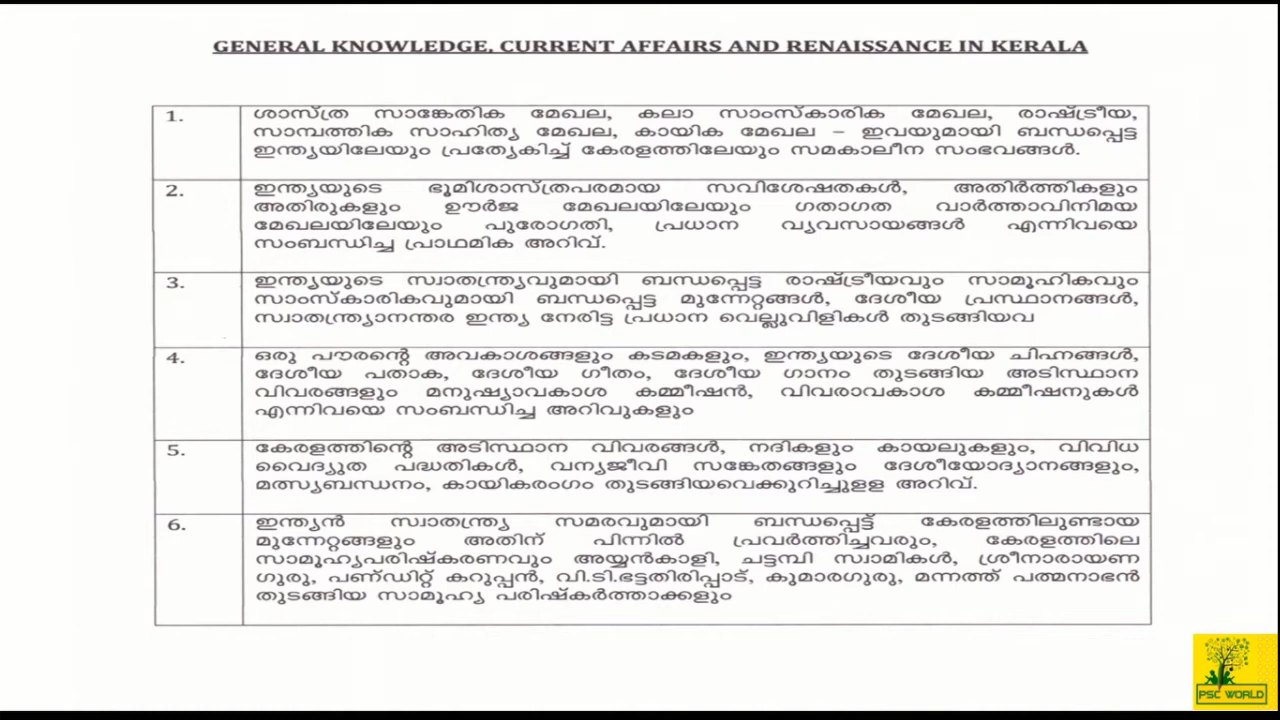 GENERAL KNOWLEDGE, CURRENT AFFAIRS AND RENAISSANCE IN KERALA
1. ശാസ്ത്ര സാങ്കേതിക മേഖല, കലാ സാംസ്കാരിക മേഖല, രാഷ്ട്രീയ,
സാമ്പത്തിക സാഹിത്യ മേഖല, കായിക മേഖല – ഇവയുമായി ബന്ധപ്പെട്ട
ഇന്ത്യയിലേയും പ്രത്യേകിച്ച് കേരളത്തിലേയും സമകാലീന സംഭവങ്ങൾ.
2. ഇന്ത്യയുടെ ഭൂമിശാസ്ത്രപരമായ സവിശേഷതകൾ, അതിർത്തികളും
അതിരുകളും ഊർജ മേഖലയിലേയും ഗതാഗത വാർത്താവിനിമയ
മേഖലയിലേയും പുരോഗതി, പ്രധാന വ്യവസായങ്ങൾ എന്നിവയെ
സംബന്ധിച്ച പ്രാഥമിക അറിവ്.
3. ഇന്ത്യയുടെ സ്വാതന്ത്ര്യവുമായി ബന്ധപ്പെട്ട രാഷ്ട്രീയവും സാമൂഹികവും
സാംസ്കാരികവുമായി ബന്ധപ്പെട്ട മുന്നേറ്റങ്ങൾ, ദേശീയ പ്രസ്ഥാനങ്ങൾ,
സ്വാതന്ത്ര്യാനന്തര ഇന്ത്യ നേരിട്ട പ്രധാന വെല്ലുവിളികൾ തുടങ്ങിയവ
4. ഒരു പൗരന്റെ അവകാശങ്ങളും കടമകളും, ഇന്ത്യയുടെ ദേശീയ ചിഹ്നങ്ങൾ,
ദേശീയ പതാക, ദേശീയ ഗീതം, ദേശീയ ഗാനം തുടങ്ങിയ അടിസ്ഥാന
വിവരങ്ങളും മനുഷ്യാവകാശ കമ്മീഷൻ, വിവരാവകാശ കമ്മീഷനുകൾ
എന്നിവയെ സംബന്ധിച്ച അറിവുകളും
5. കേരളത്തിന്റെ അടിസ്ഥാന വിവരങ്ങൾ, നദികളും കായലുകളും, വിവിധ
വൈദ്യുത പദ്ധതികൾ, വന്യജീവി സങ്കേതങ്ങളും ദേശീയോദ്യാനങ്ങളും,
മത്സ്യബന്ധനം, കായികരംഗം തുടങ്ങിയവെക്കുറിച്ചുളള അറിവ്.
6. ഇന്ത്യൻ സ്വാതന്ത്ര്യ സമരവുമായി ബന്ധപ്പെട്ട് കേരളത്തിലുണ്ടായ
മുന്നേറ്റങ്ങളും അതിന് പിന്നിൽ പ്രവർത്തിച്ചവരും, കേരളത്തിലെ
സാമൂഹ്യപരിഷ്കരണവും അയ്യൻകാളി, ചട്ടമ്പി സ്വാമികൾ, ശ്രീനാരായണ
ഗുരു, പണ്ഡിറ്റ് കറുപ്പൻ, വി.ടി.ഭട്ടതിരിപ്പാട്, കുമാരഗുരു, മന്നത്ത് പത്മനാഭൻ
തുടങ്ങിയ സാമൂഹ്യ പരിഷ്കർത്താക്കളും
PSC WORLD